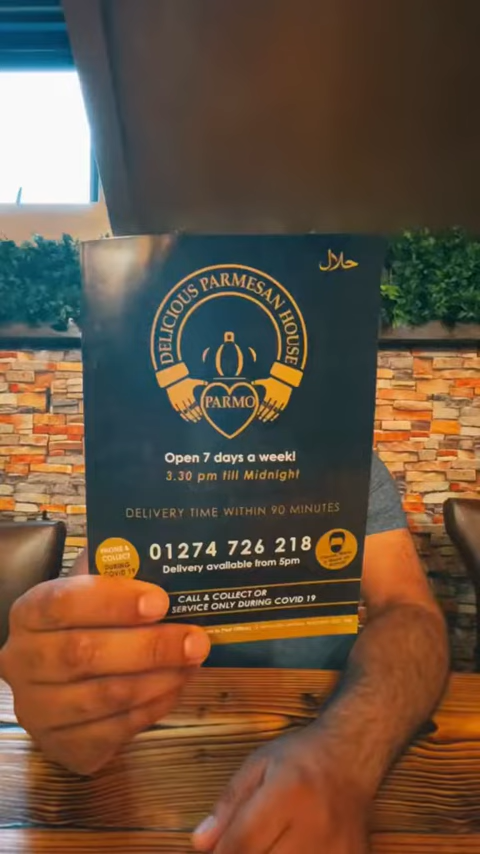 حلال
DELICIOUS PARMESAN HOUSE
PARMO
Open 7 days a week!
3.30 pm till Midnight
DELIVERY TIME WITHIN 90 MINUTES
PHONE &
COLLECT
DURING
COVID 19
01274 726 218
Delivery available from 5pm
CALL & COLLECT OR
SERVICE ONLY DURING COVID 19